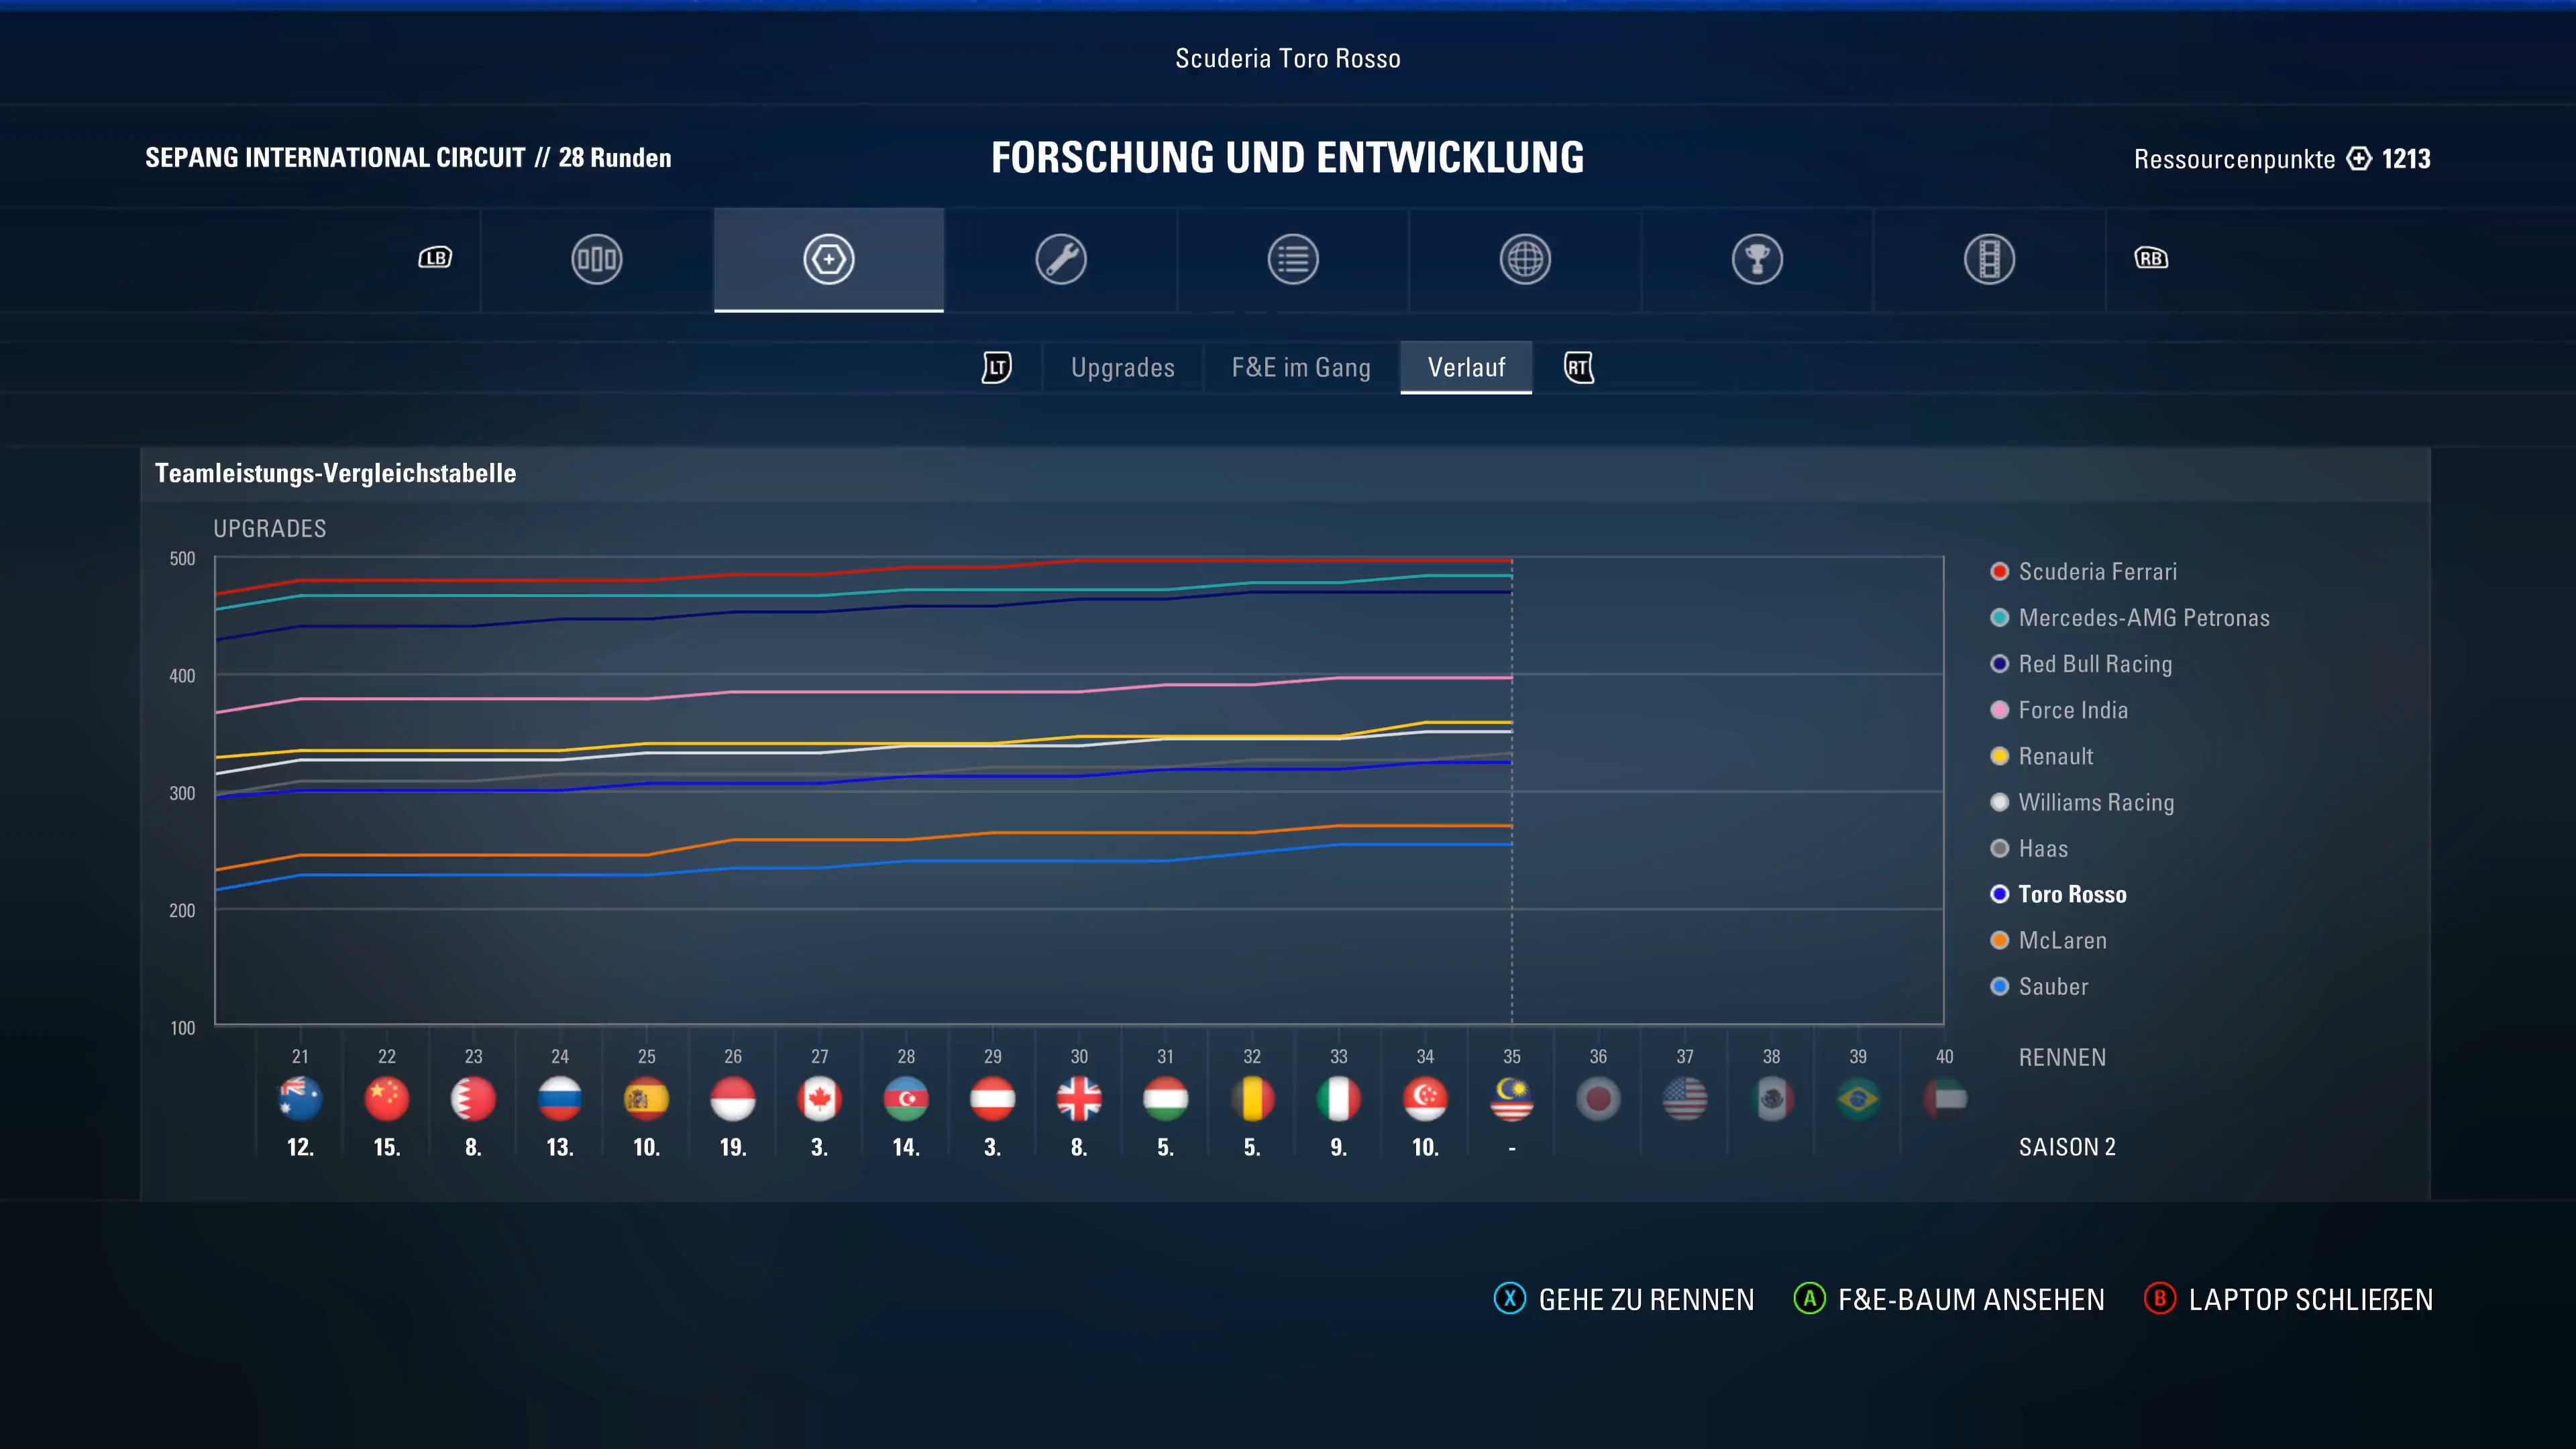 Scuderia Toro Rosso
SEPANG INTERNATIONAL CIRCUIT // 28 Runden
FORSCHUNG UND ENTWICKLUNG
Ressourcenpunkte 1213
LB
RB
LT Upgrades F&E im Gang Verlauf RT
Teamleistungs-Vergleichstabelle
UPGRADES
500
400
300
200
100
Scuderia Ferrari
Mercedes-AMG Petronas
Red Bull Racing
Force India
Renault
Williams Racing
Haas
Toro Rosso
McLaren
Sauber
21 22 23 24 25 26 27 28 29 30 31 32 33 34 35 36 37 38 39 40 RENNEN
12. 15. 8. 13. 10. 19. 3. 14. 3. 8. 5. 5. 9. 10. - SAISON 2
X GEHE ZU RENNEN A F&E-BAUM ANSEHEN B LAPTOP SCHLIEẞEN